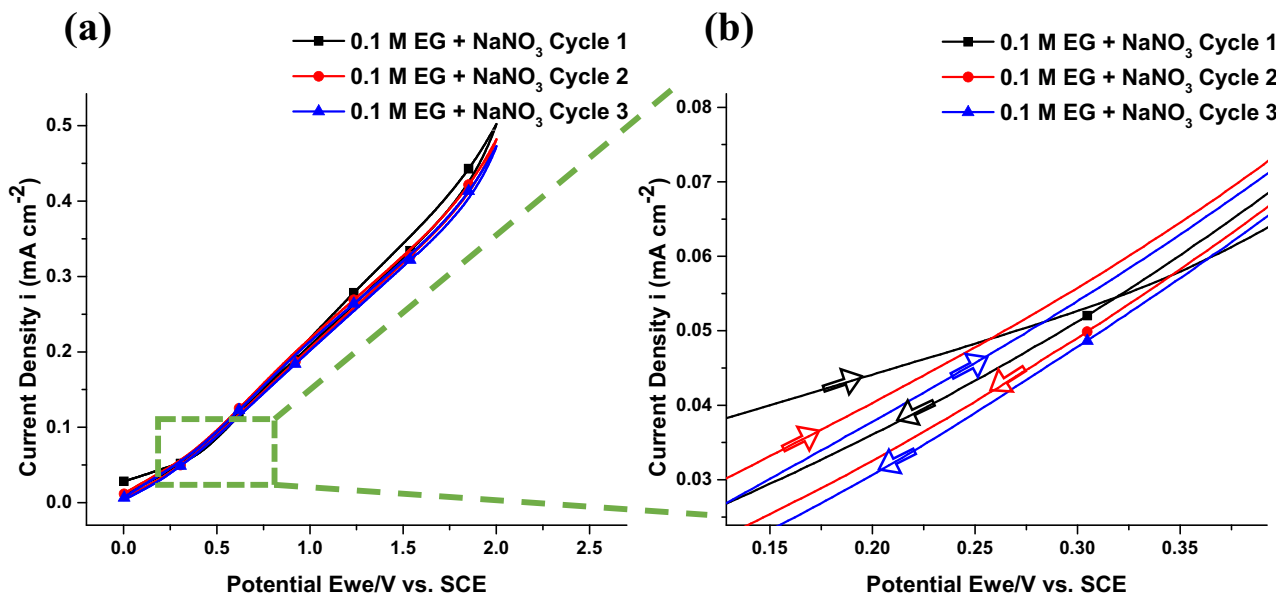 (a)
0.1 M EG + NaNO3 Cycle 1
0.1 M EG + NaNO3 Cycle 2
0.1 M EG + NaNO3 Cycle 3
Current Density i (mA cm-2)
0.5
0.4
0.3
0.2
0.1
0.0
0.0 0.5 1.0 1.5 2.0 2.5
Potential Ewe/V vs. SCE
(b)
0.1 M EG + NaNO3 Cycle 1
0.1 M EG + NaNO3 Cycle 2
0.1 M EG + NaNO3 Cycle 3
Current Density i (mA cm-2)
0.08
0.07
0.06
0.05
0.04
0.03
0.15 0.20 0.25 0.30 0.35
Potential Ewe/V vs. SCE